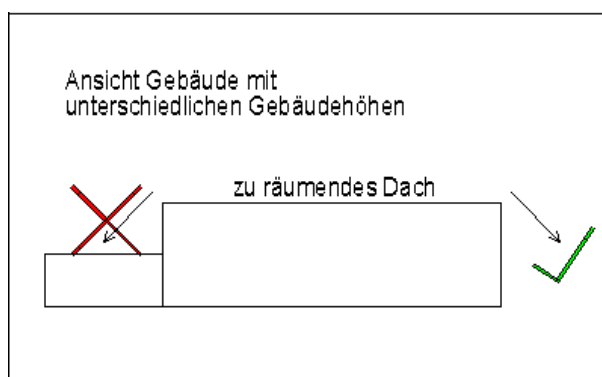 Ansicht Gebäude mit
unterschiedlichen Gebäudehöhen
zu räumendes Dach